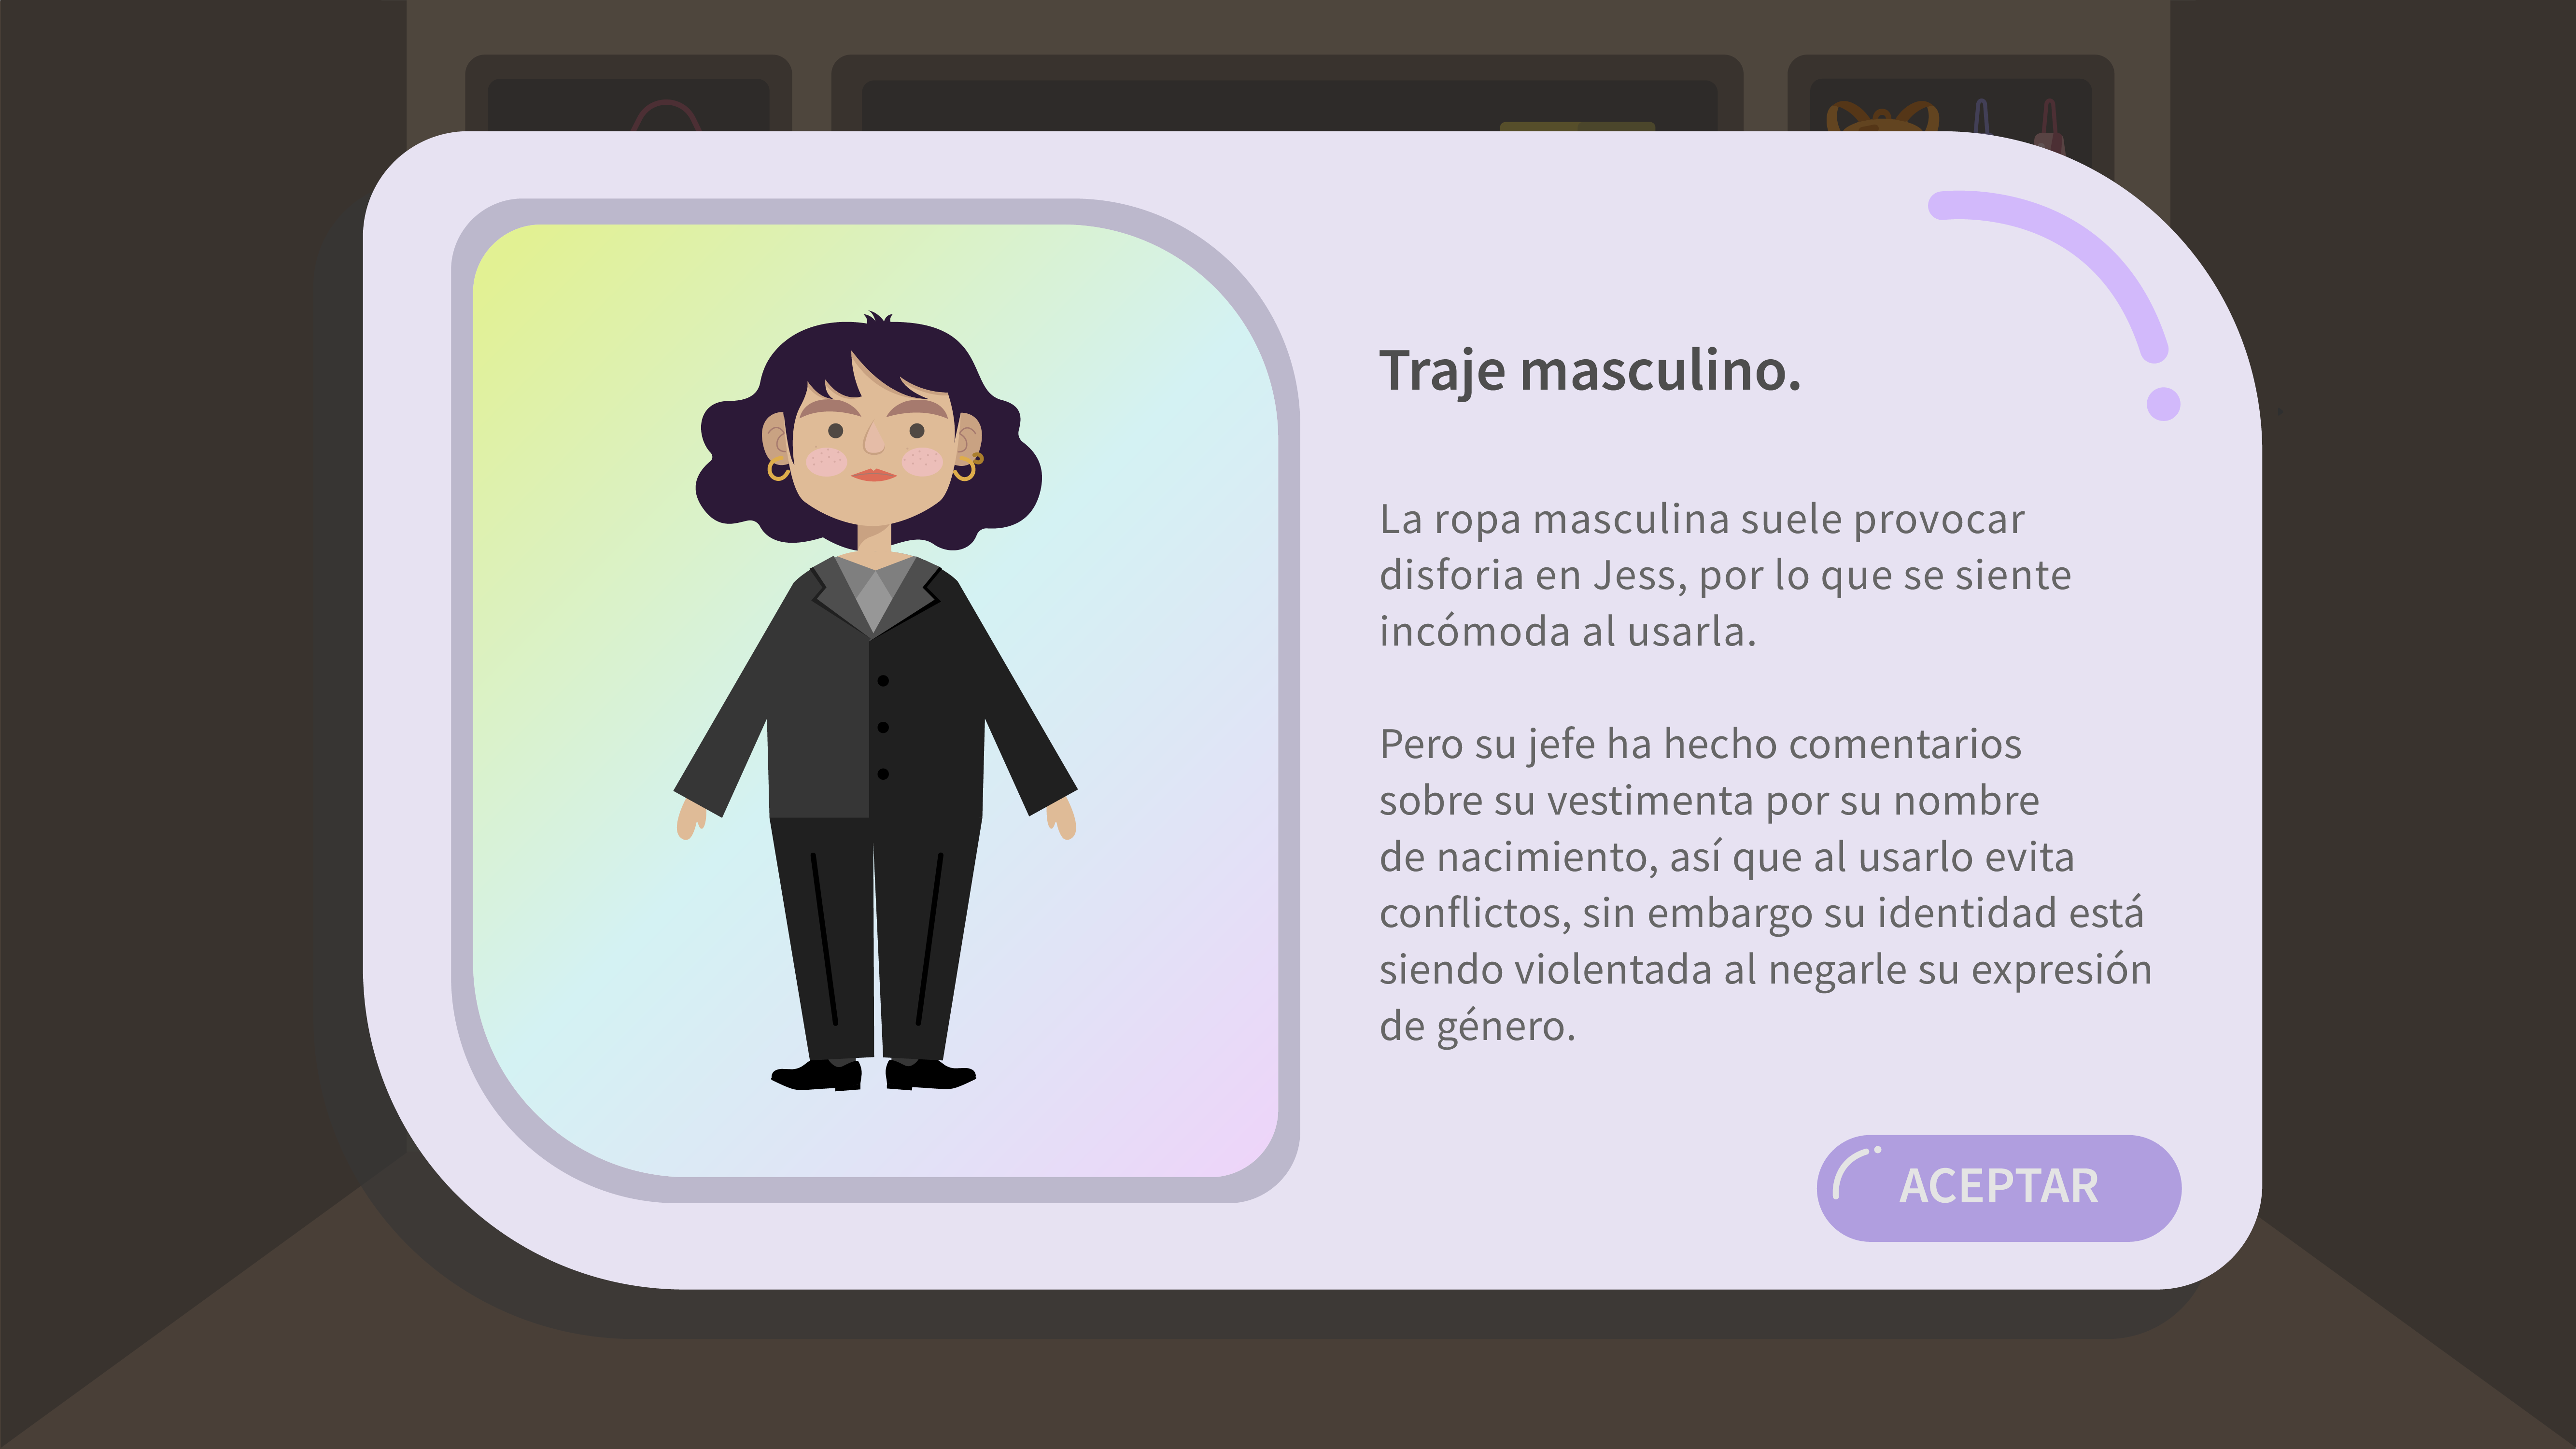 Traje masculino.
La ropa masculina suele provocar
disforia en Jess, por lo que se siente
incómoda al usarla.
Pero su jefe ha hecho comentarios
sobre su vestimenta por su nombre
de nacimiento, así que al usarlo evita
conflictos, sin embargo su identidad está
siendo violentada al negarle su expresión
de género.
ACEPTAR